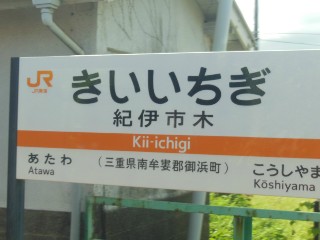 JR
JR東海
きいいちぎ
紀伊市木
Kii-ichigi
あたわ
Atawa
（三重県南牟婁郡御浜町）
こうしやま
Kōshiyama